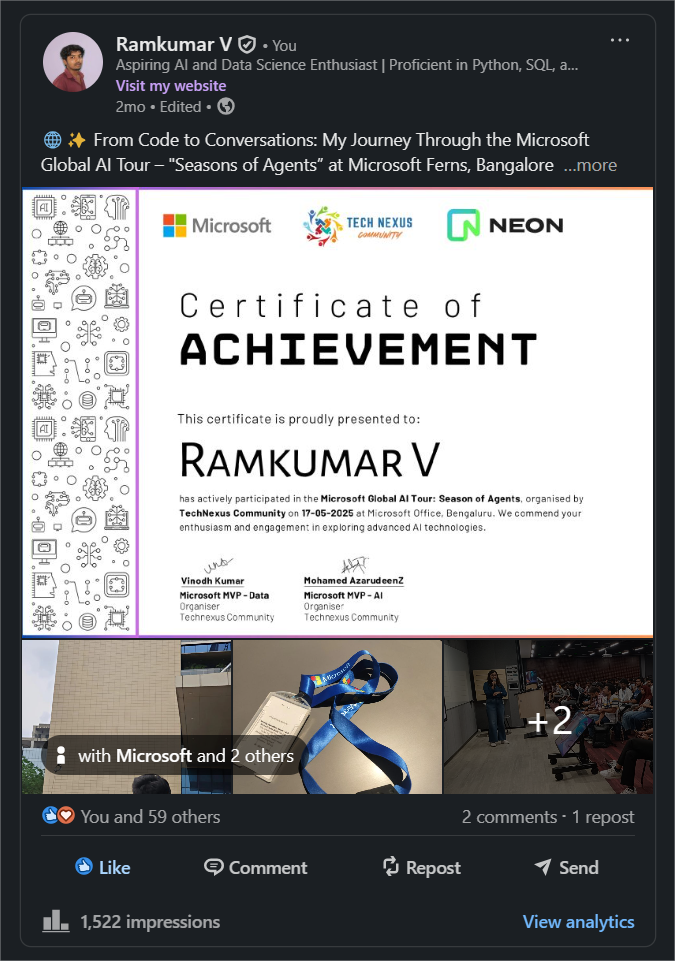 Ramkumar V • You
Aspiring AI and Data Science Enthusiast | Proficient in Python, SQL, a...
Visit my website
2mo • Edited •
From Code to Conversations: My Journey Through the Microsoft
Global AI Tour – "Seasons of Agents” at Microsoft Ferns, Bangalore ...more
Microsoft
TECH NEXUS
COMMUNITY
NEON
AI
Certificate of
ACHIEVEMENT
This certificate is proudly presented to:
RAMKUMAR V
has actively participated in the Microsoft Global AI Tour: Season of Agents, organised by
TechNexus Community on 17-05-2025 at Microsoft Office, Bengaluru. We commend your
enthusiasm and engagement in exploring advanced AI technologies.
Vinodh Kumar
Microsoft MVP - Data
Organiser
Technexus Community
Mohamed AzarudeenZ
Microsoft MVP - AI
Organiser
Technexus Community
AI
Microsoft
+2
with Microsoft and 2 others
You and 59 others
2 comments · 1 repost
Like
Comment
Repost
Send
1,522 impressions
View analytics